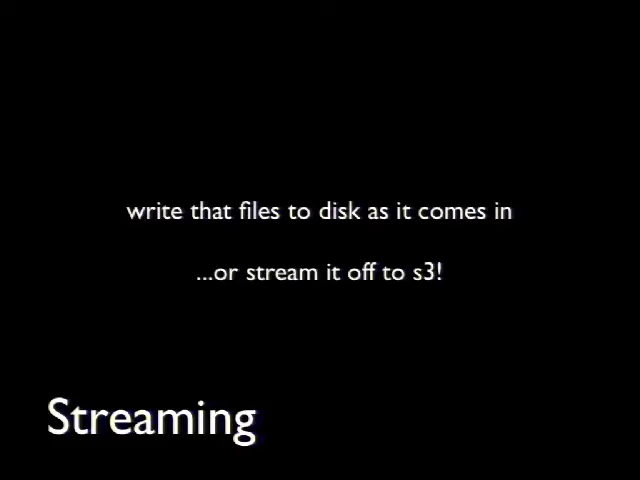 write that files to disk as it comes in
...or stream it off to s3!
Streaming